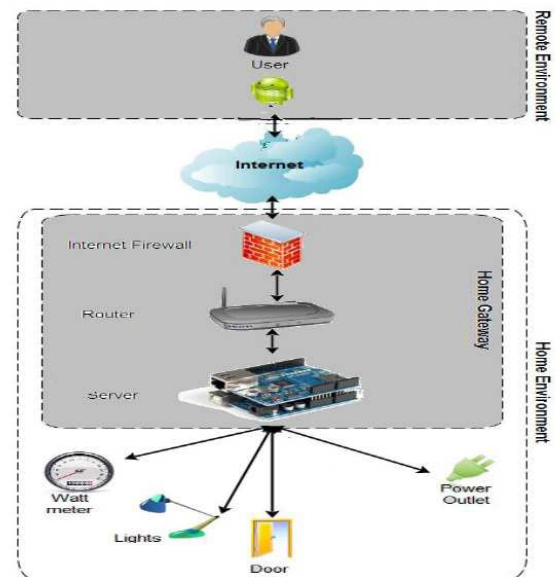 User
Remote Environment
Internet
Internet Firewall
Router
Server
Home Gateway
Home Environment
Watt
meter
Lights
Door
Power
Outlet